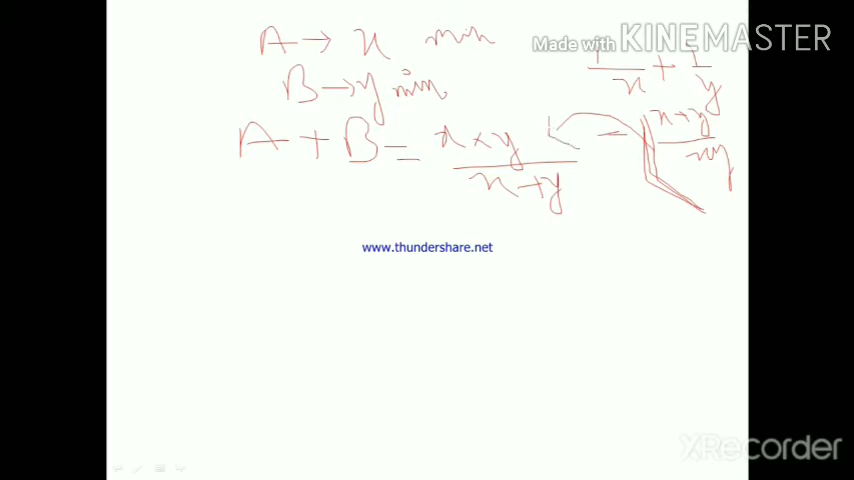 A → x min
Made with KINEMASTER
1/x + 1/y
B → y min
A + B = x × y / x + y
= x+y / xy
www.thundershare.net
XRecorder